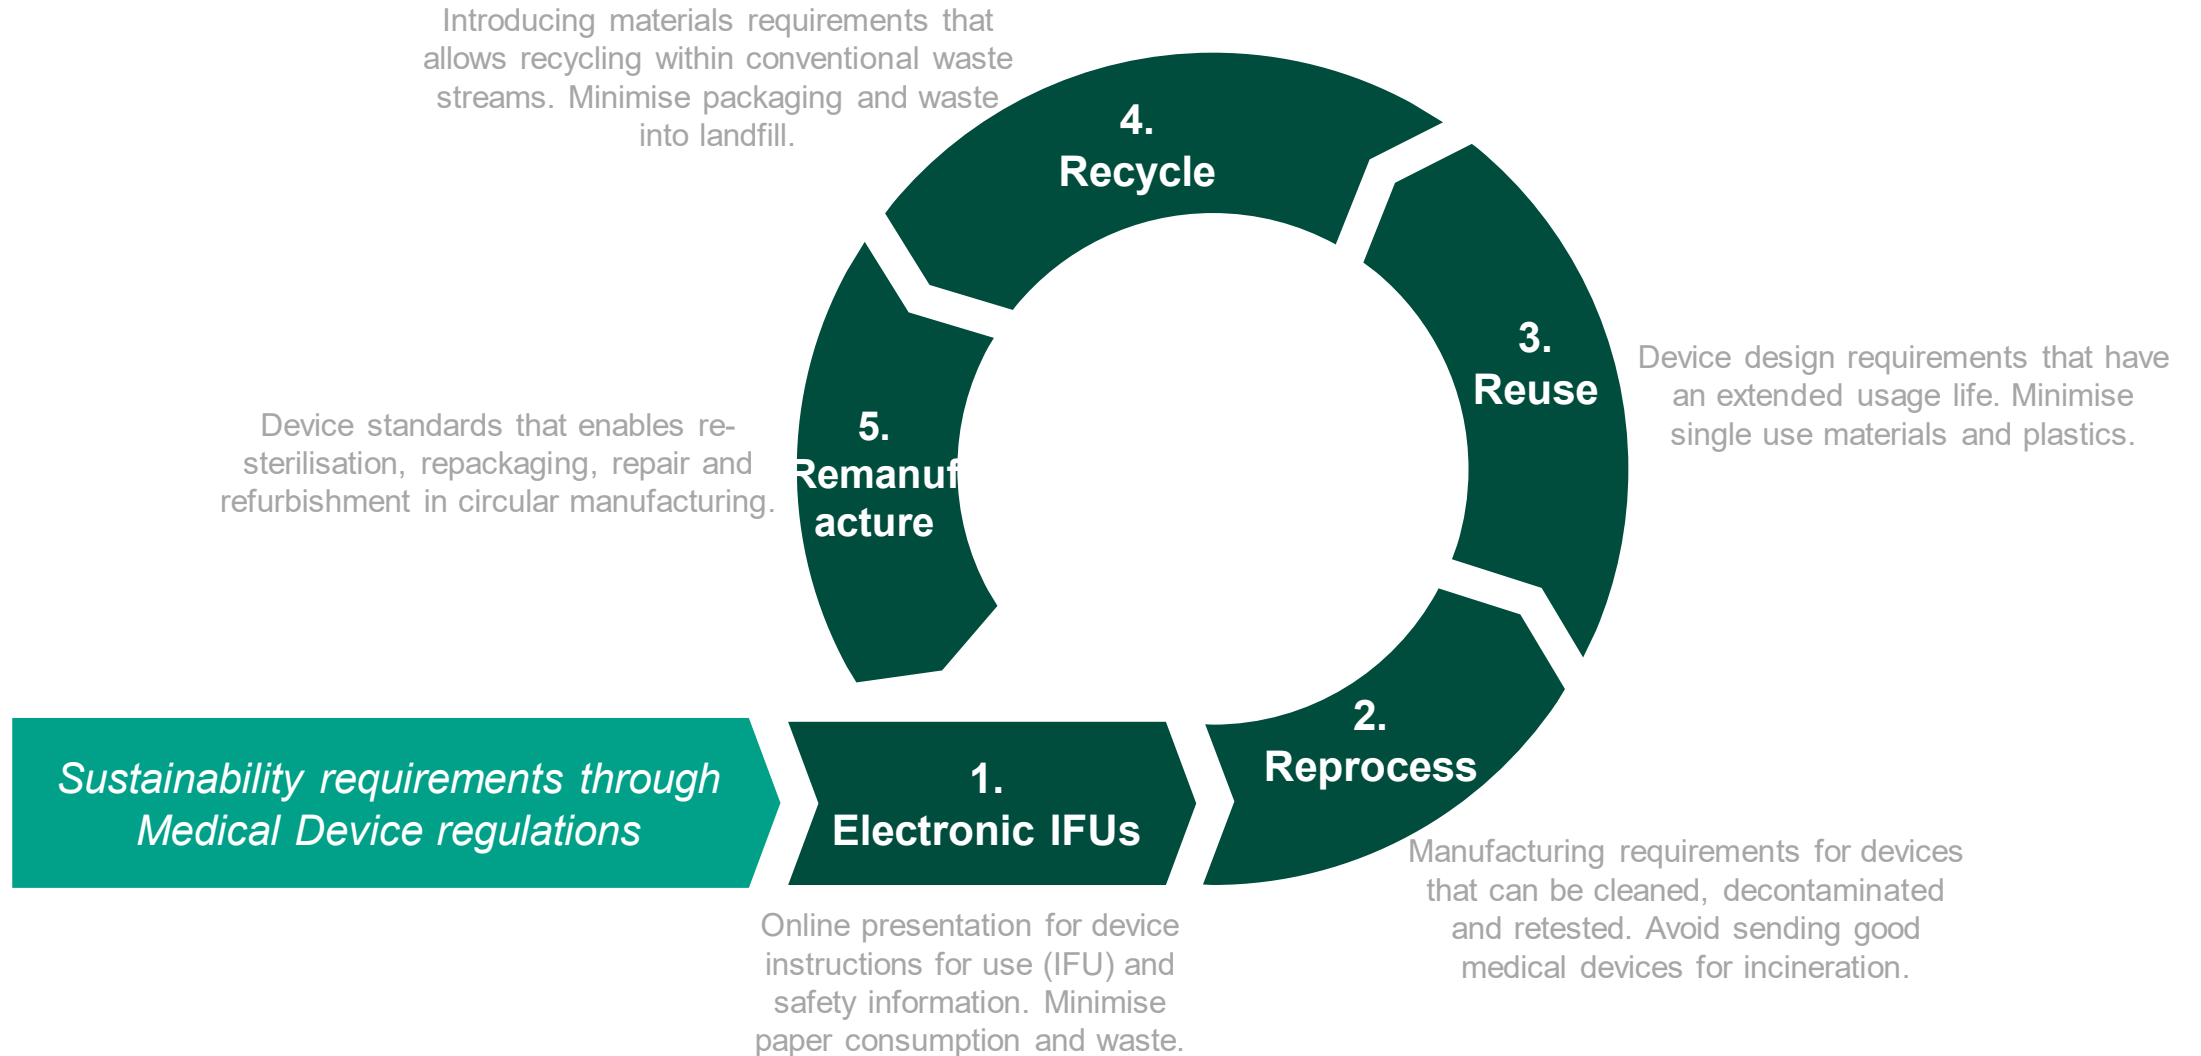 Sustainability requirements through
Medical Device regulations
1.
Electronic IFUs
Online presentation for device
instructions for use (IFU) and
safety information. Minimise
paper consumption and waste.
2.
Reprocess
Manufacturing requirements for devices
that can be cleaned, decontaminated
and retested. Avoid sending good
medical devices for incineration.
3.
Reuse
Device design requirements that have
an extended usage life. Minimise
single use materials and plastics.
4.
Recycle
Introducing materials requirements that
allows recycling within conventional waste
streams. Minimise packaging and waste
into landfill.
5.
Remanuf
acture
Device standards that enables re-
sterilisation, repackaging, repair and
refurbishment in circular manufacturing.